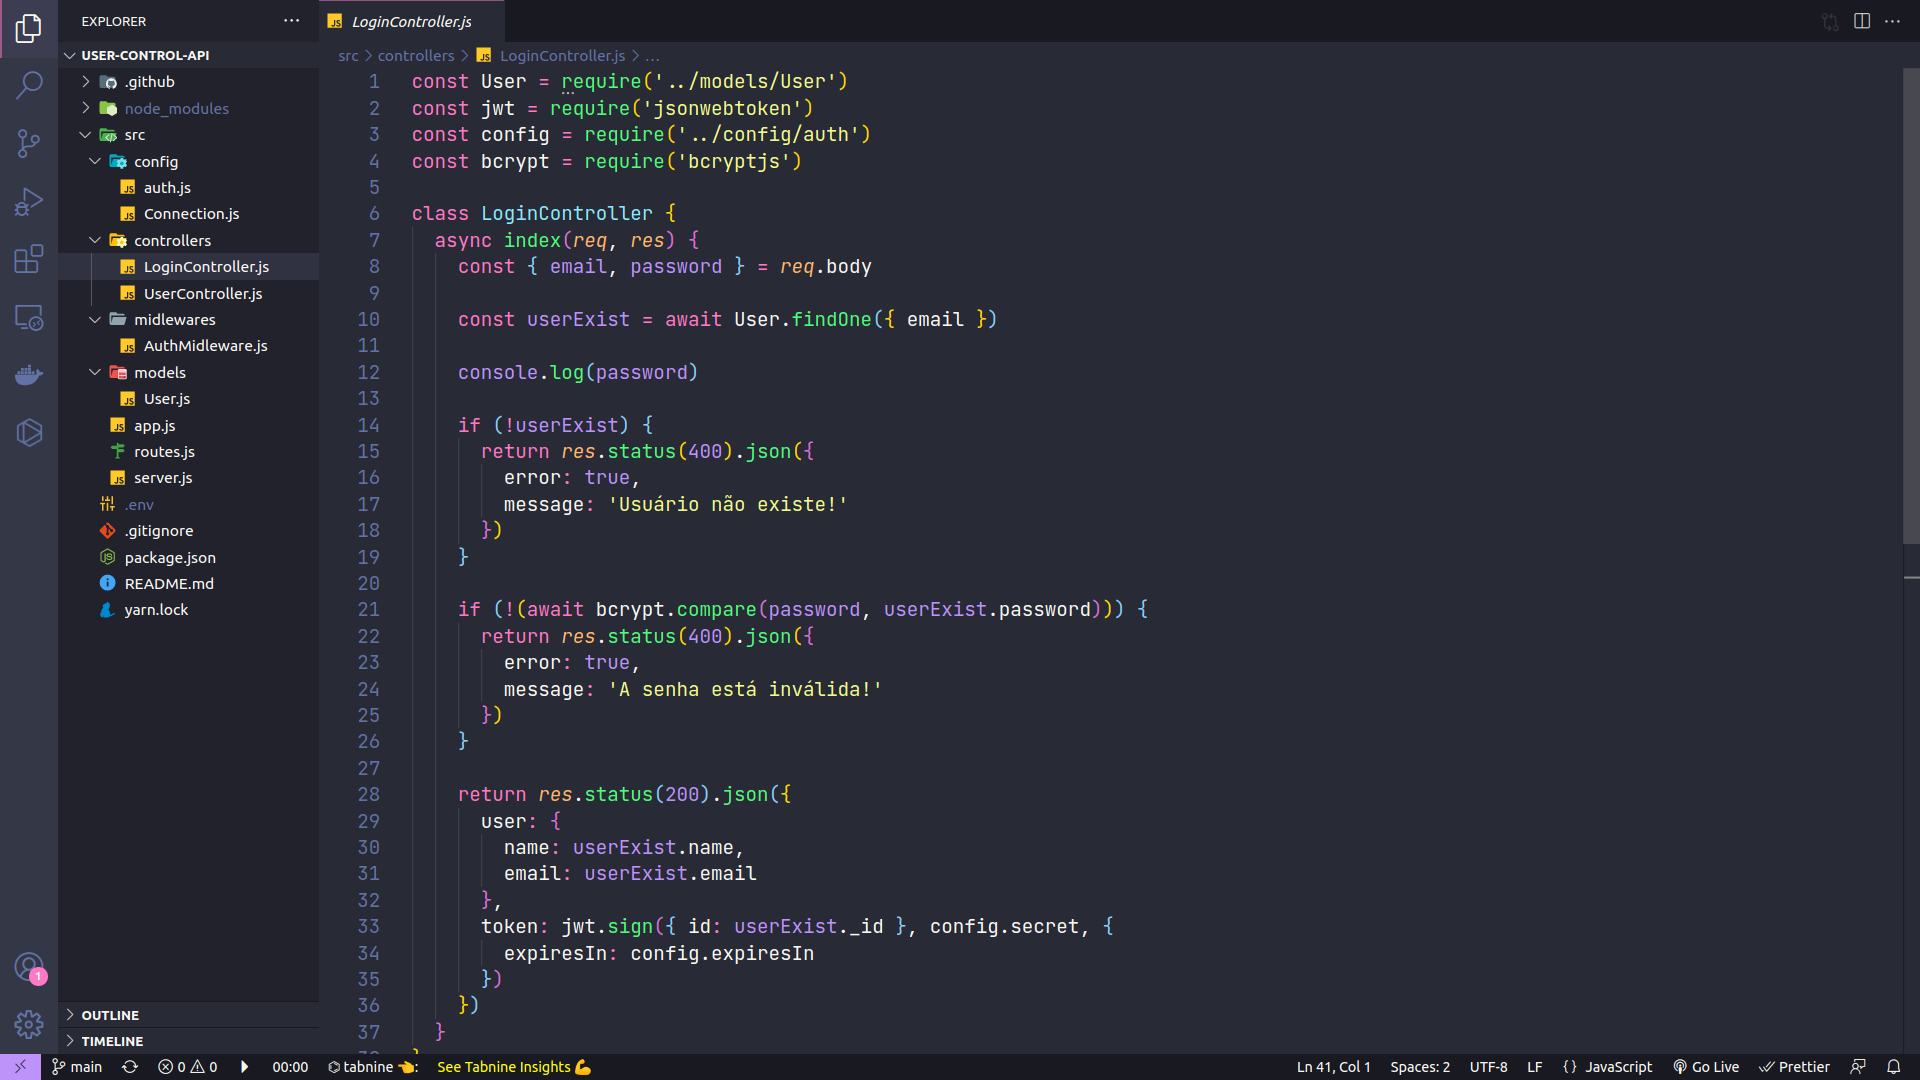 EXPLORER
USER-CONTROL-API
.github
node_modules
src
config
auth.js
Connection.js
controllers
LoginController.js
UserController.js
midlewares
AuthMidleware.js
models
User.js
app.js
routes.js
server.js
.env
.gitignore
package.json
README.md
yarn.lock
OUTLINE
TIMELINE
1
LoginController.js
src > controllers > LoginController.js > ...
1 const User = require('../models/User')
2 const jwt = require('jsonwebtoken')
3 const config = require('../config/auth')
4 const bcrypt = require('bcryptjs')
5
6 class LoginController {
7 async index(req, res) {
8 const { email, password } = req.body
9
10 const userExist = await User.findOne({ email })
11
12 console.log(password)
13
14 if (!userExist) {
15 return res.status(400).json({
16 error: true,
17 message: 'Usuário não existe!'
18 })
19 }
20
21 if (!(await bcrypt.compare(password, userExist.password))) {
22 return res.status(400).json({
23 error: true,
24 message: 'A senha está inválida!'
25 })
26 }
27
28 return res.status(200).json({
29 user: {
30 name: userExist.name,
31 email: userExist.email
32 },
33 token: jwt.sign({ id: userExist._id }, config.secret, {
34 expiresIn: config.expiresIn
35 })
36 })
37 }
38 }
main 0 0 00:00 tabnine 👈: See Tabnine Insights 💪 Ln 41, Col 1 Spaces: 2 UTF-8 LF {} JavaScript Go Live Prettier